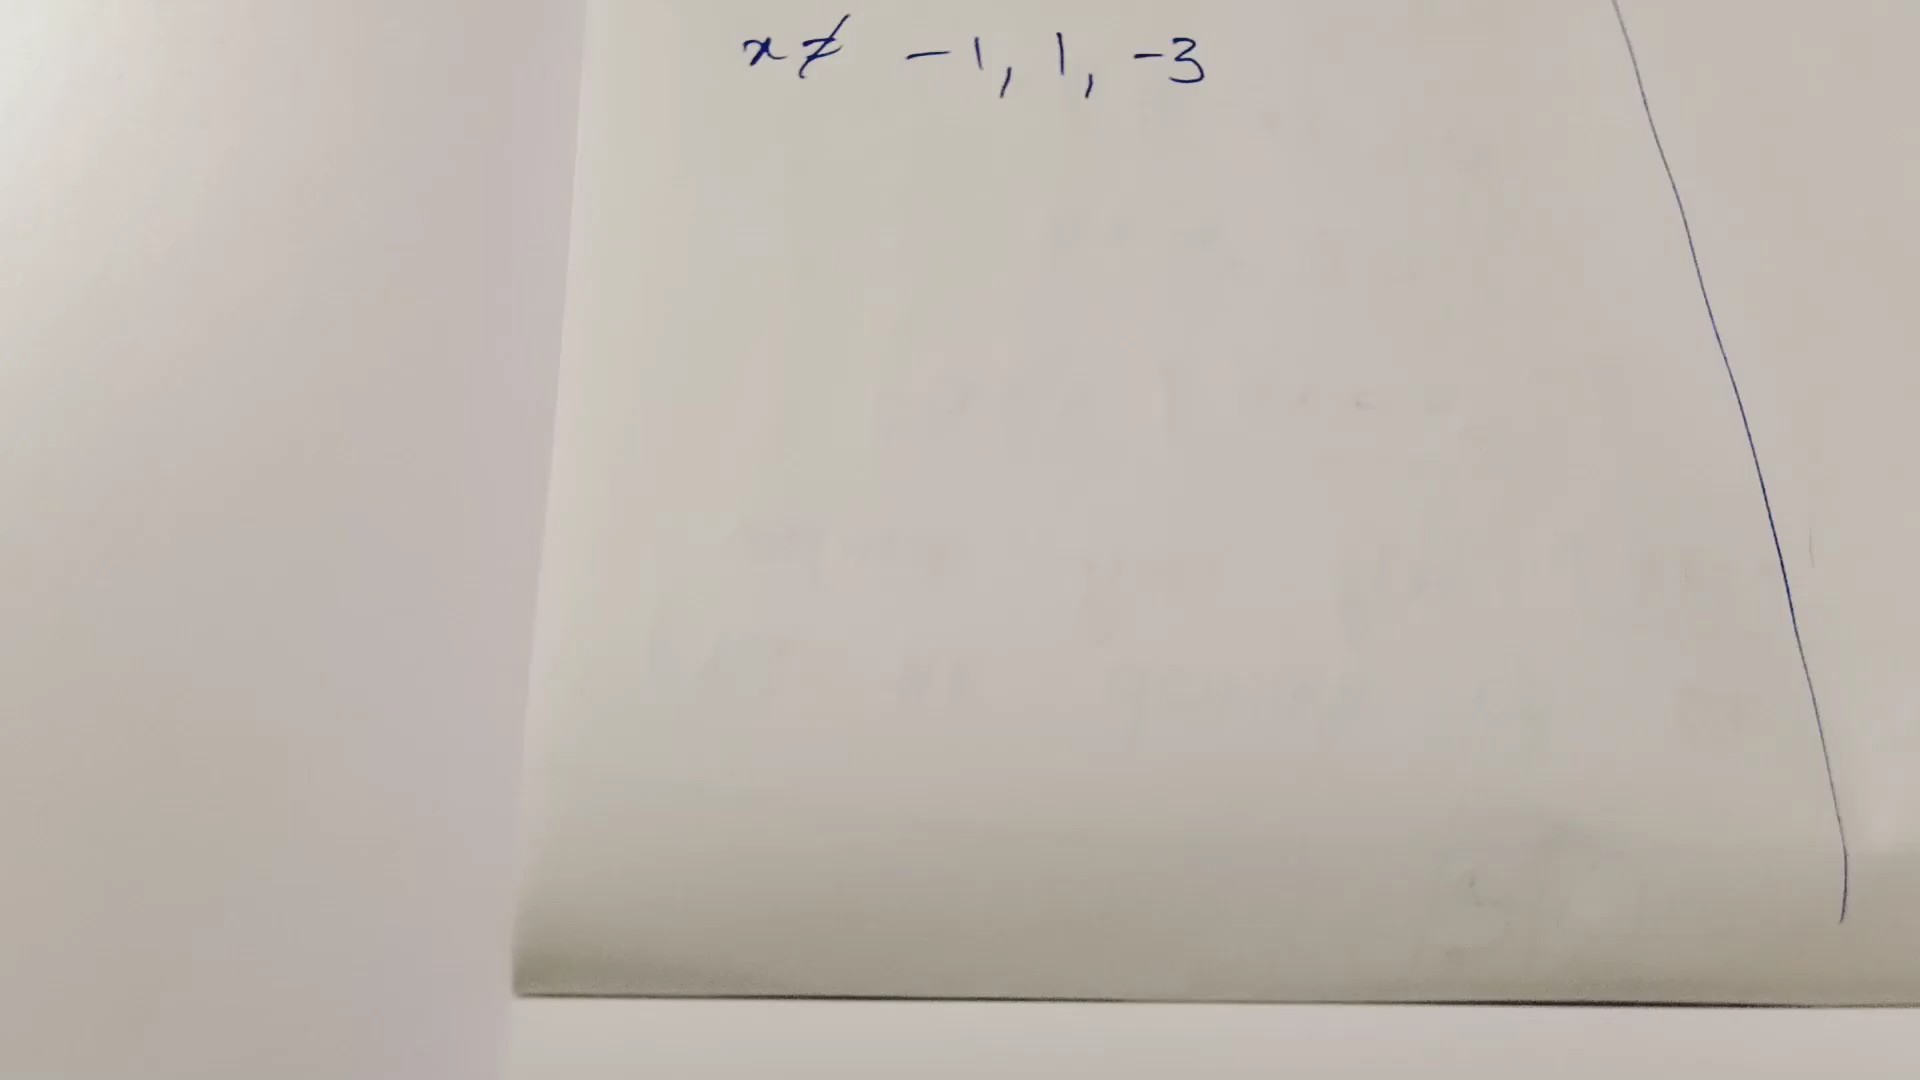 x ≠ -1, 1, -3